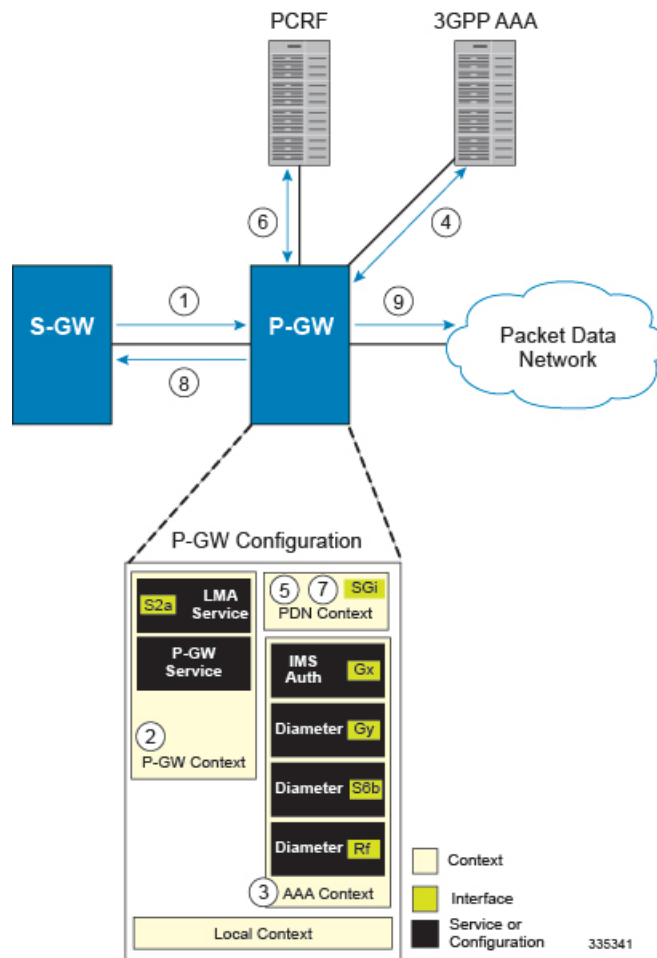 PCRF
3GPP AAA
6
4
S-GW
1
P-GW
9
Packet Data
Network
8
P-GW Configuration
S2a
LMA
Service
P-GW
Service
2
P-GW Context
5
7
SGi
PDN Context
IMS
Auth
Gx
Diameter
Gy
Diameter
S6b
Diameter
Rf
3
AAA Context
Local Context
Context
Interface
Service or
Configuration
335341